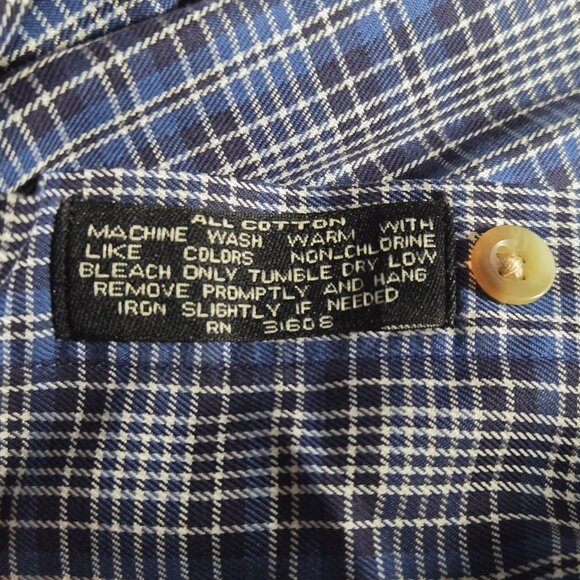 ALL COTTON
MACHINE WASH WARM WITH
LIKE COLORS NON-CHLORINE
BLEACH ONLY TUMBLE DRY LOW
REMOVE PROMPTLY AND HANG
IRON SLIGHTLY IF NEEDED
RN 31608